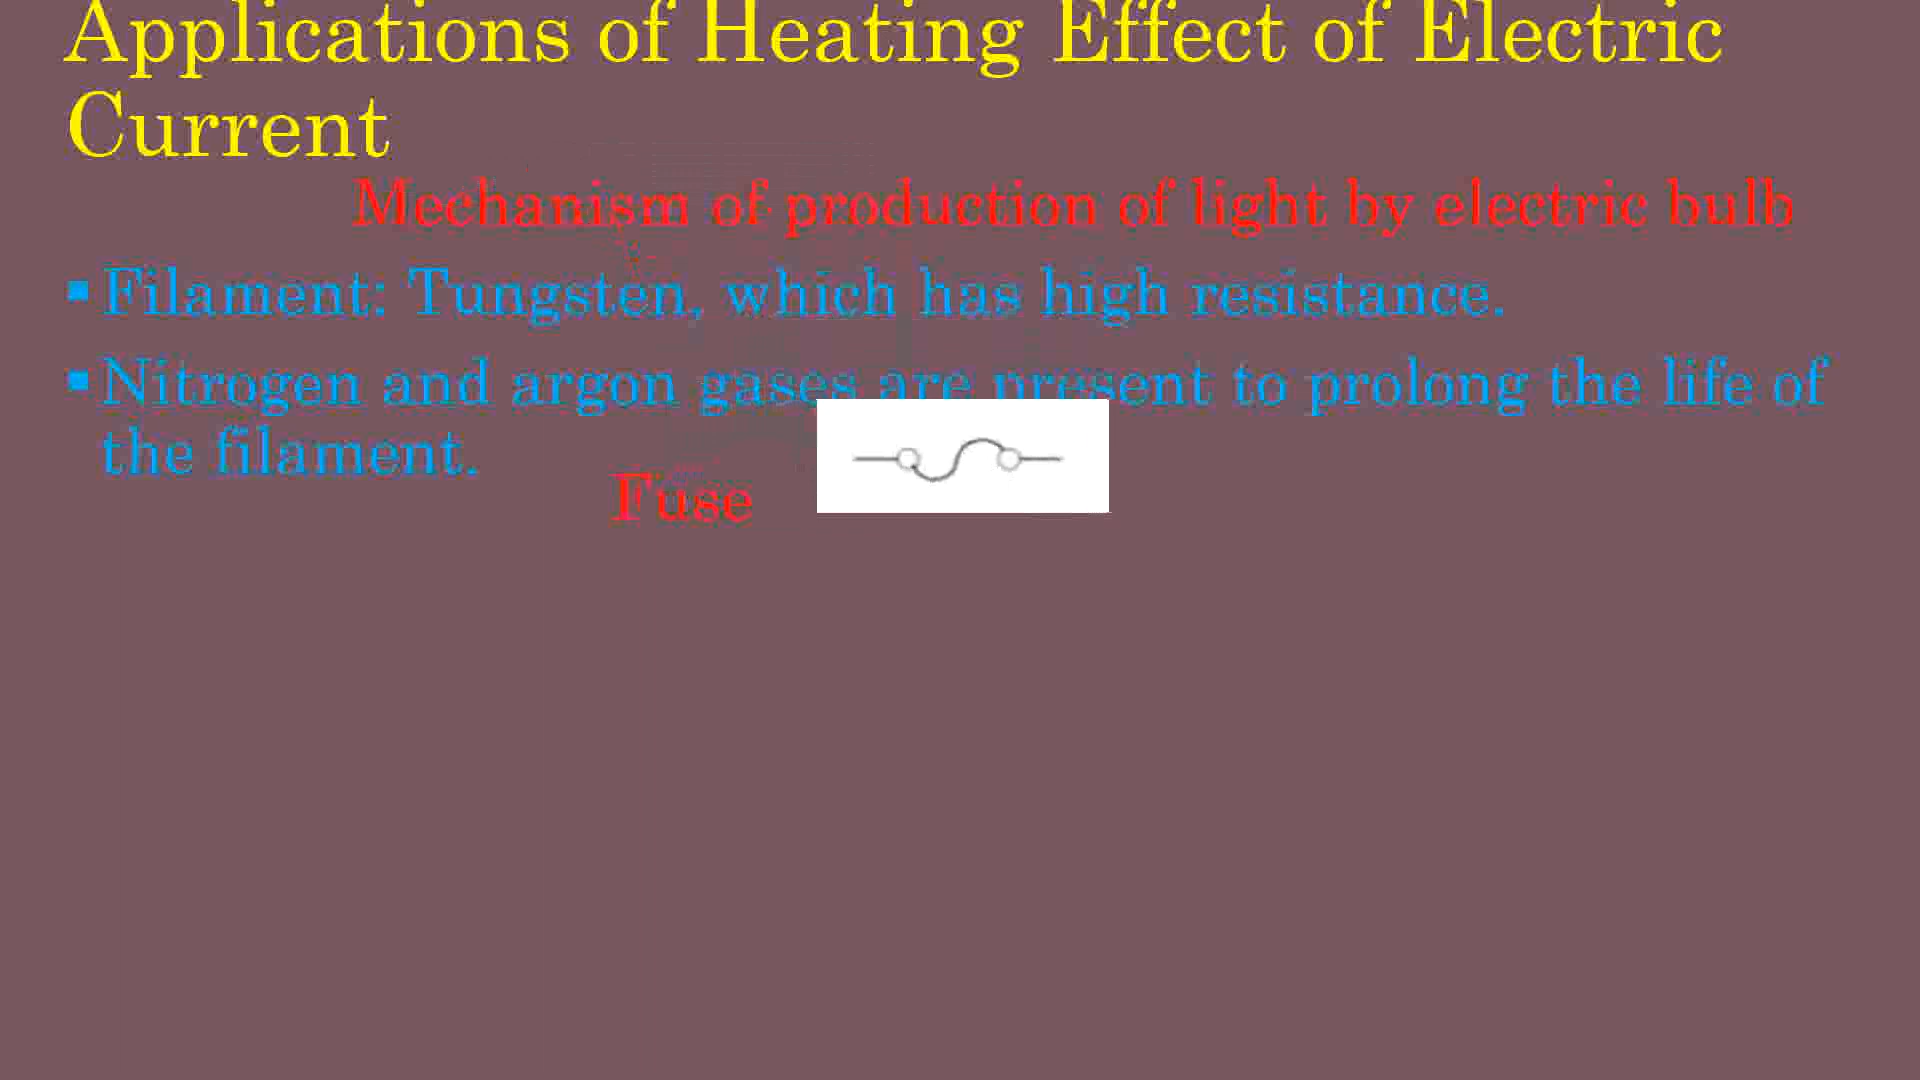 Applications of Heating Effect of Electric
Current
Mechanism of production of light by electric bulb
▪ Filament: Tungsten, which has high resistance.
▪ Nitrogen and argon gases are present to prolong the life of
the filament.
Fuse